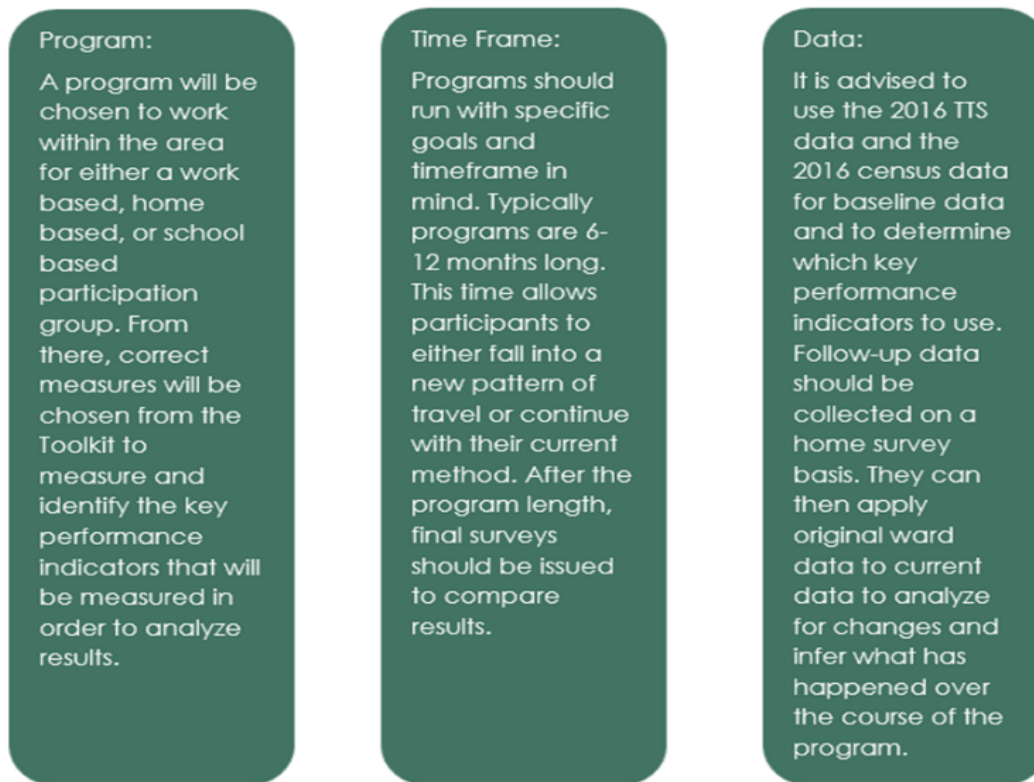 Program:
A program will be
chosen to work
within the area
for either a work
based, home
based, or school
based
participation
group. From
there, correct
measures will be
chosen from the
Toolkit to
measure and
identify the key
performance
indicators that will
be measured in
order to analyze
results.
Time Frame:
Programs should
run with specific
goals and
timeframe in
mind. Typically
programs are 6-
12 months long.
This time allows
participants to
either fall into a
new pattern of
travel or continue
with their current
method. After the
program length,
final surveys
should be issued
to compare
results.
Data:
It is advised to
use the 2016 TTS
data and the
2016 census data
for baseline data
and to determine
which key
performance
indicators to use.
Follow-up data
should be
collected on a
home survey
basis. They can
then apply
original ward
data to current
data to analyze
for changes and
infer what has
happened over
the course of the
program.